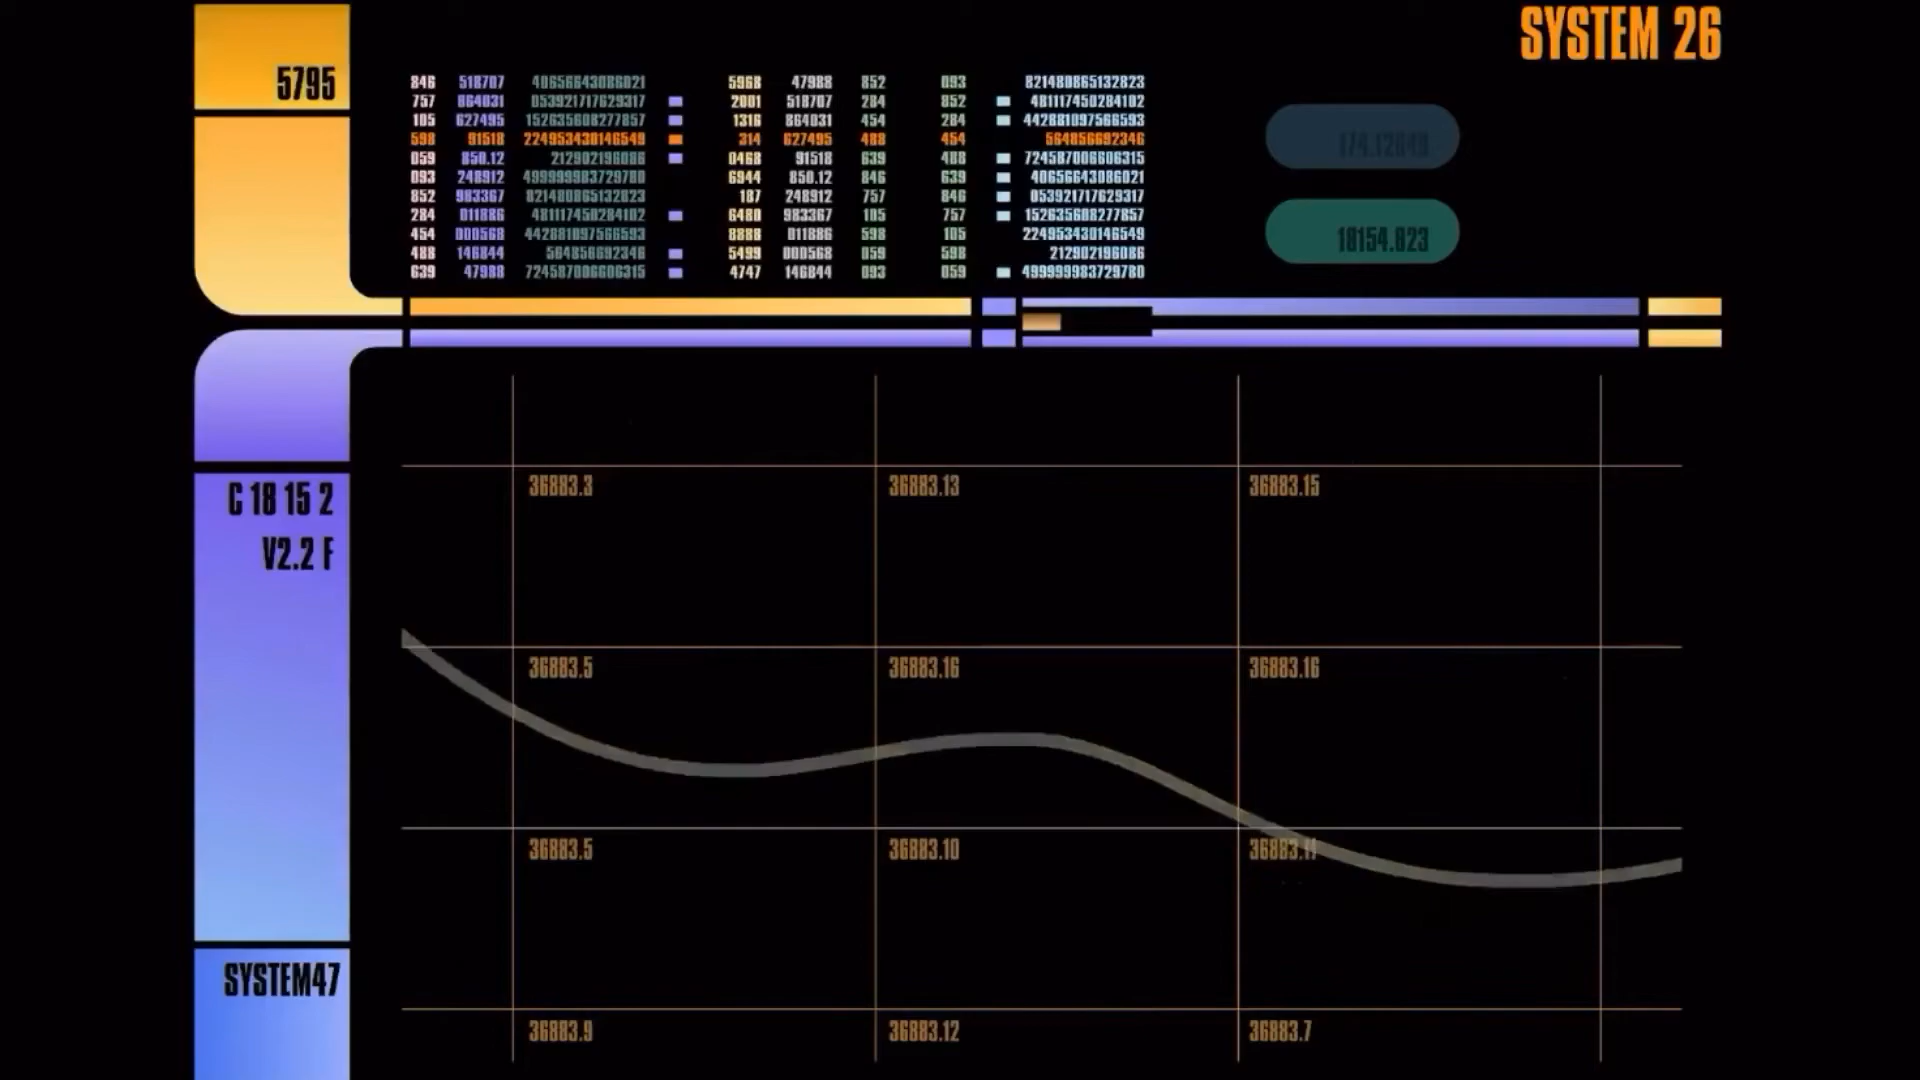 SYSTEM 26
5795
846 518707 40656643086021 5968 47988 852 093 82148086513​2823
757 864031 053921717629317 2001 518707 284 852 481117450284102
105 627495 152635608277857 1316 864031 454 284 442881097566593
598 91518 224953430146549 314 627495 488 454 564856692346
059 850.12 212902196086 0468 91518 639 488 724587006606315
093 248912 499999983729780 6944 850.12 846 639 40656643086021
852 983367 821480865132823 187 248912 757 846 053921717629317
284 011886 481117450284102 6480 983367 105 757 152635608277857
454 000568 442881097566593 8888 011886 598 105 224953430146549
488 146844 564856692346 5499 000568 059 598 212902196086
639 47988 724587006606315 4747 146844 093 059 499999983729780
18154.823
C 18 15 2
V2.2 F
36883.3 36883.13 36883.15
36883.5 36883.16 36883.16
36883.5 36883.10 36883.11
36883.9 36883.12 36883.7
SYSTEM47